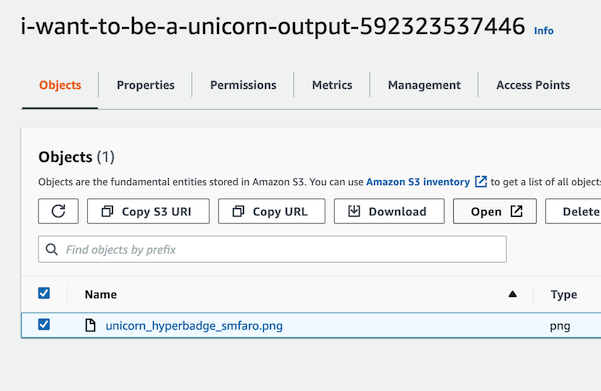 i-want-to-be-a-unicorn-output-592323537446 Info
Objects Properties Permissions Metrics Management Access Points
Objects (1)
Objects are the fundamental entities stored in Amazon S3. You can use Amazon S3 inventory to get a list of all objects
Copy S3 URI Copy URL Download Open Delete
Find objects by prefix
Name Type
unicorn_hyperbadge_smfaro.png png